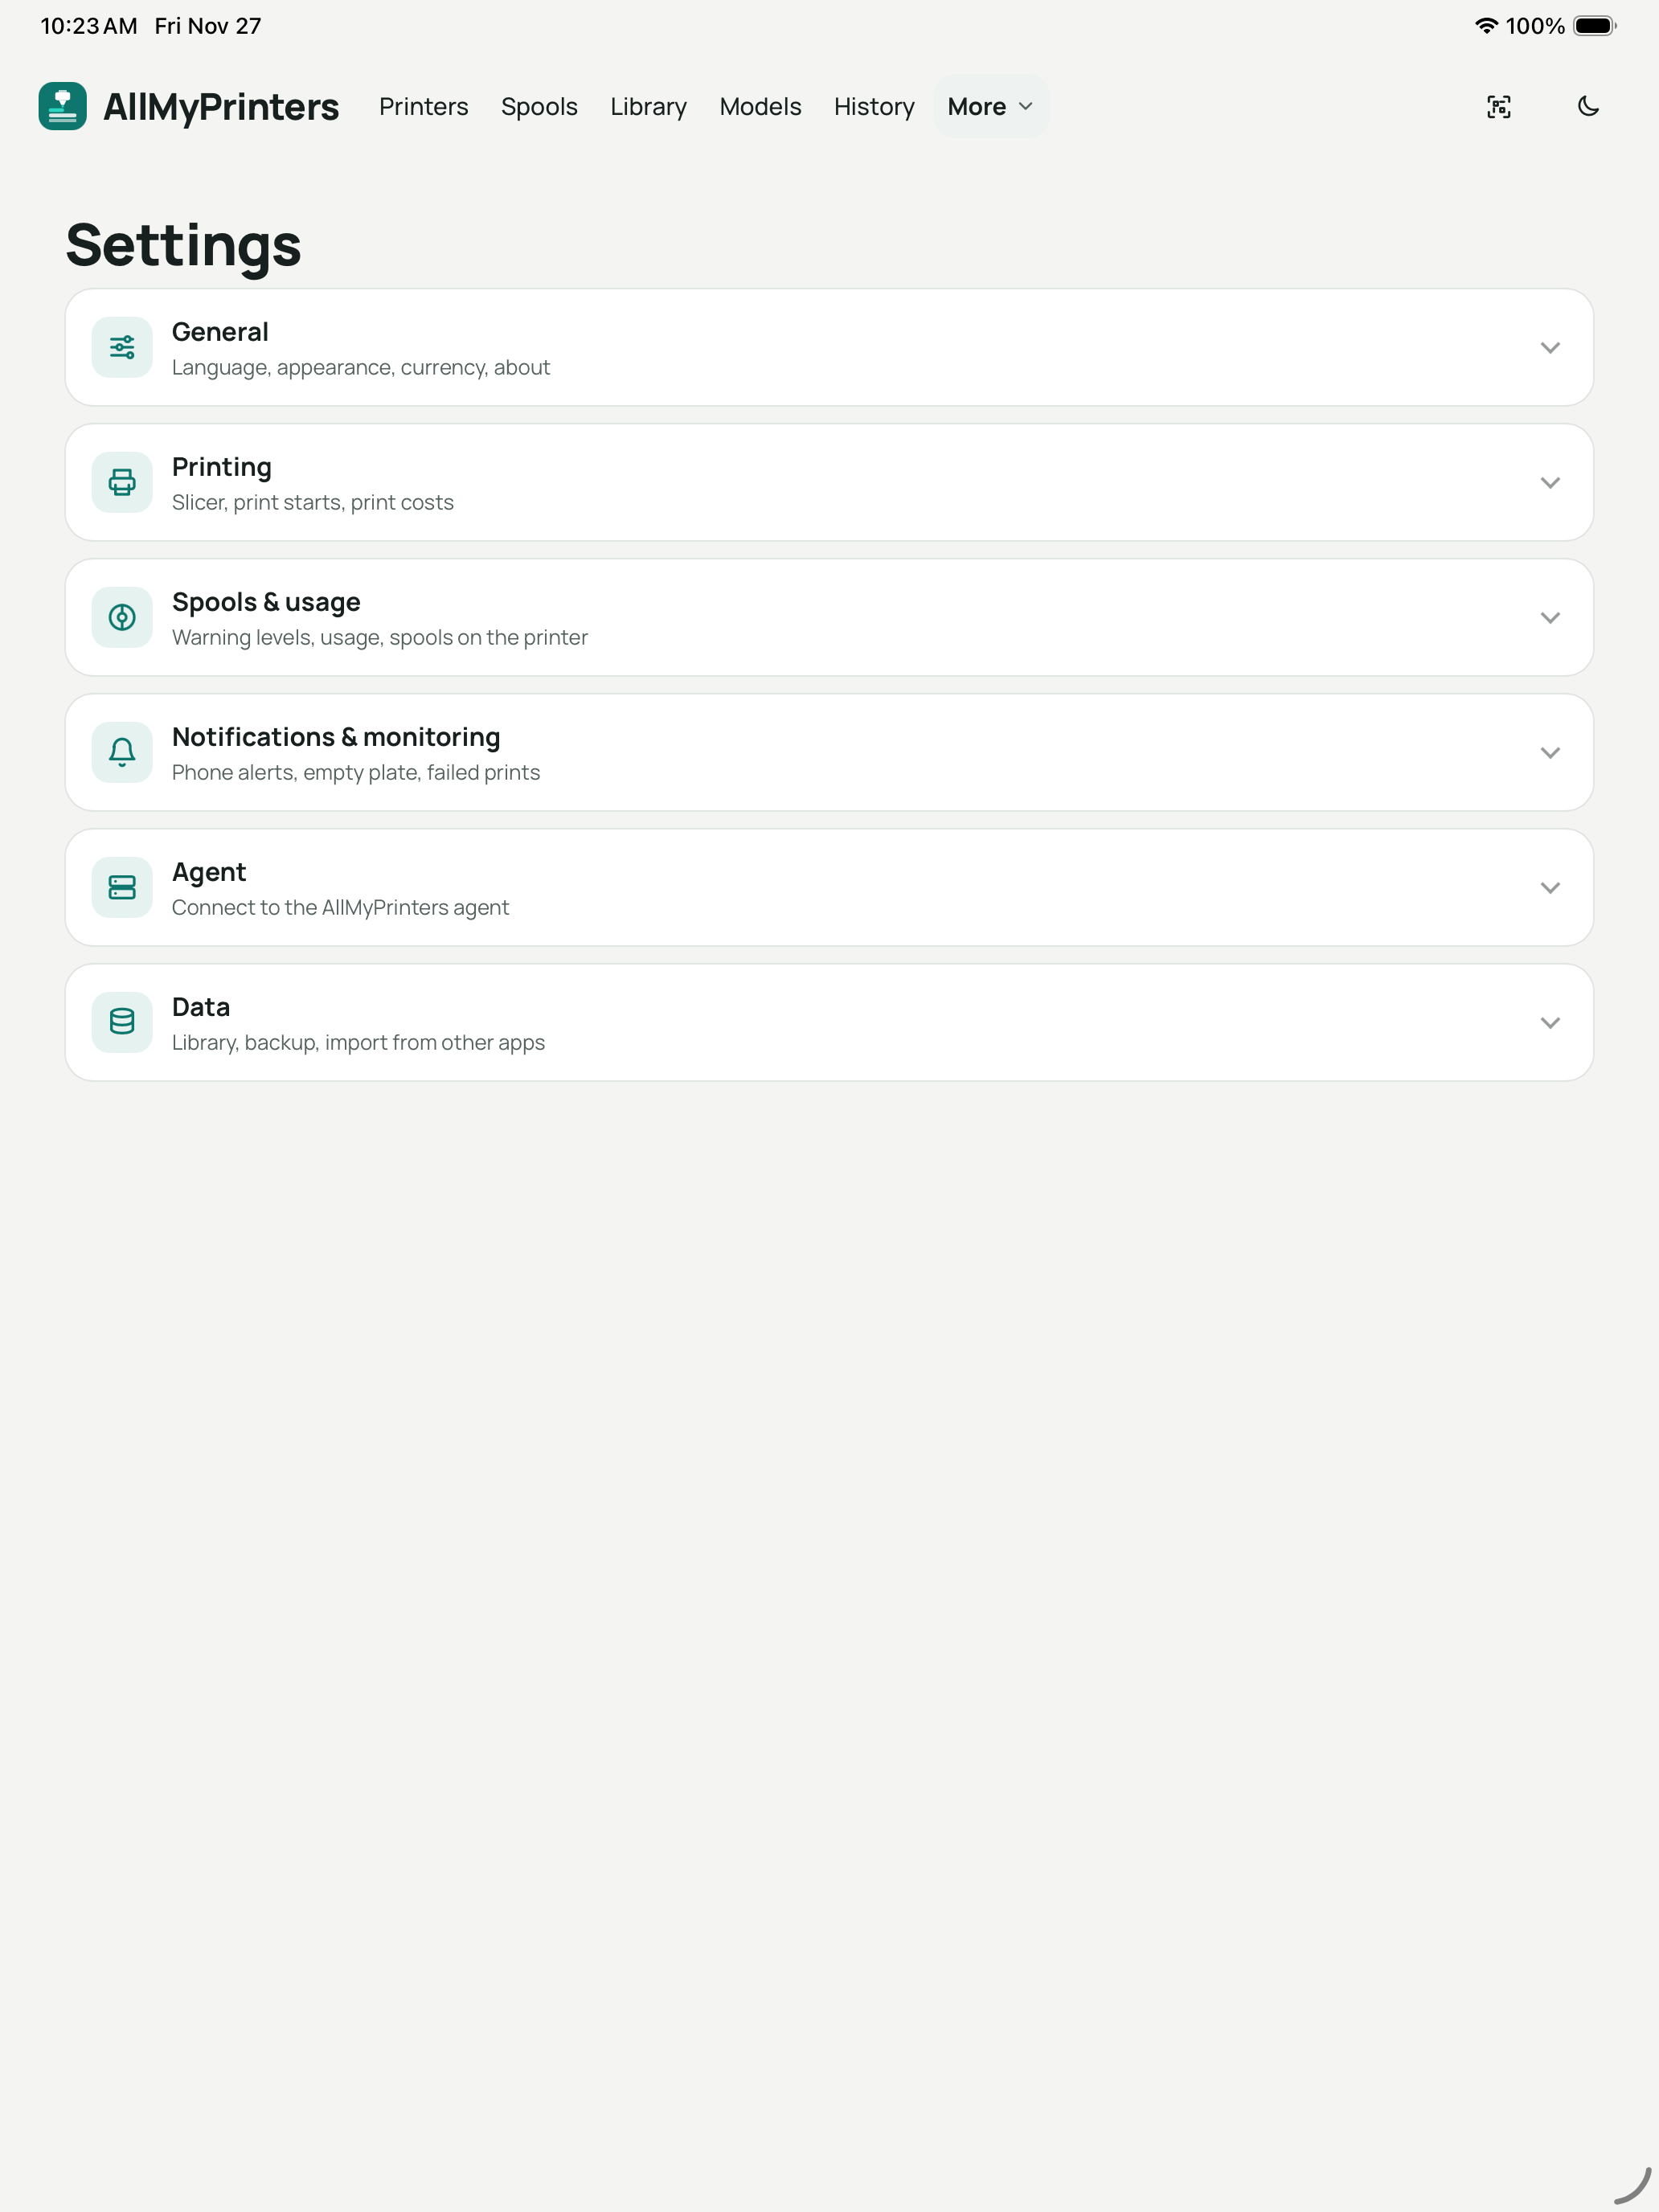 10:23 AM Fri Nov 27
100%
AllMyPrinters Printers Spools Library Models History More
Settings
General
Language, appearance, currency, about
Printing
Slicer, print starts, print costs
Spools & usage
Warning levels, usage, spools on the printer
Notifications & monitoring
Phone alerts, empty plate, failed prints
Agent
Connect to the AllMyPrinters agent
Data
Library, backup, import from other apps